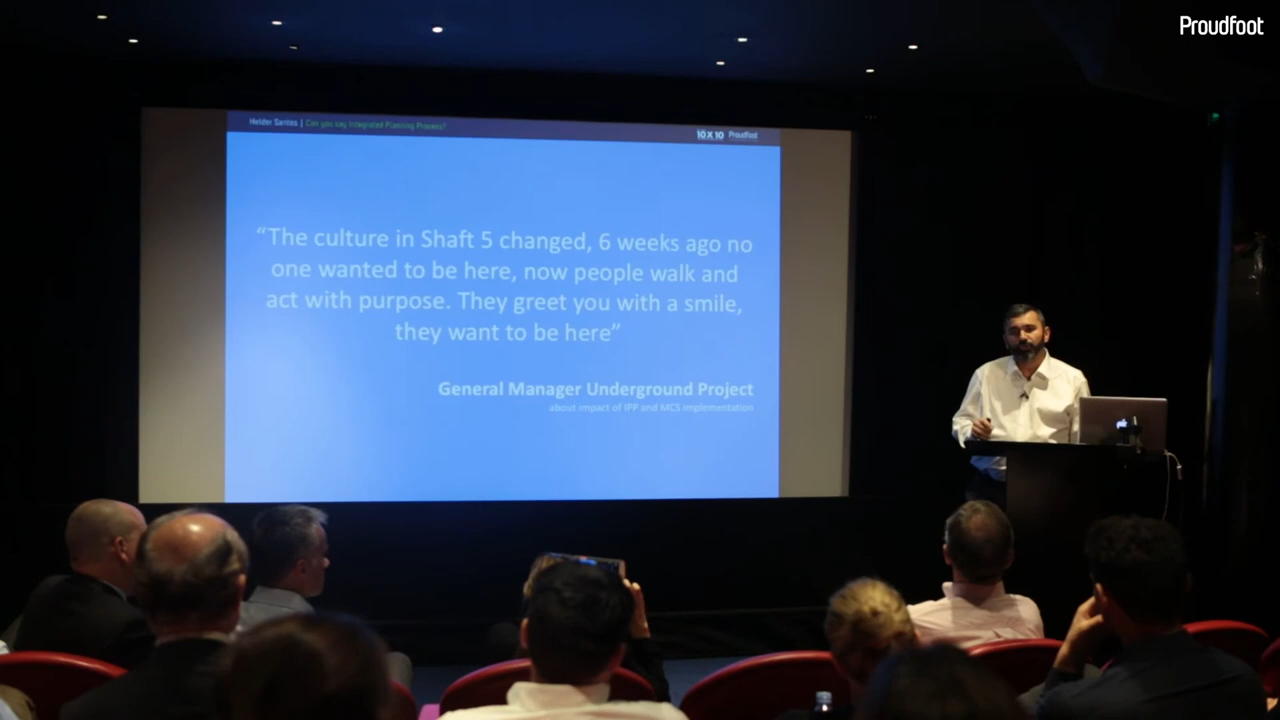 Proudfoot
Helder Santos | Can you say Integrated Planning Process?
10X10 Proudfoot
“The culture in Shaft 5 changed, 6 weeks ago no
one wanted to be here, now people walk and
act with purpose. They greet you with a smile,
they want to be here”
General Manager Underground Project
about impact of IPP and MCS implementation